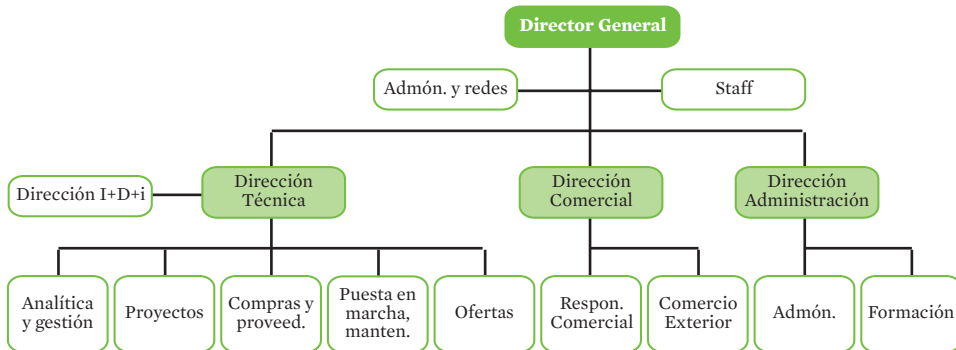 Director General
Admón. y redes
Staff
Dirección I+D+i
Dirección
Técnica
Dirección
Comercial
Dirección
Administración
Analítica
y gestión
Proyectos
Compras y
proveed.
Puesta en
marcha,
manten.
Ofertas
Respon.
Comercial
Comercio
Exterior
Admón.
Formación